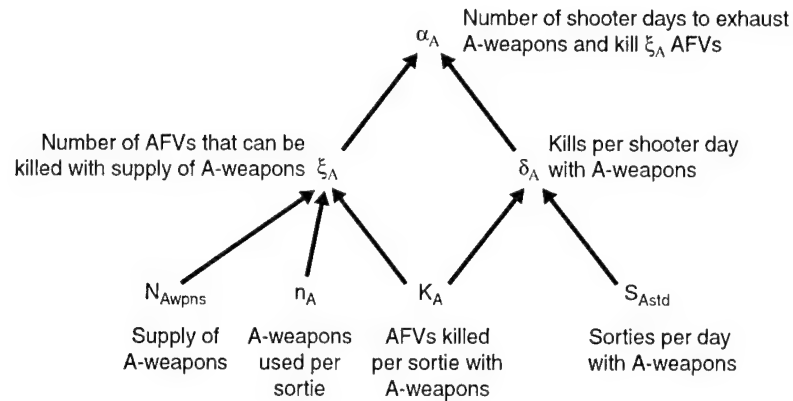 α_A
Number of shooter days to exhaust
A-weapons and kill ξ_A AFVs
Number of AFVs that can be
killed with supply of A-weapons ξ_A
δ_A
Kills per shooter day
with A-weapons
N_Awpns
n_A
K_A
S_Astd
Supply of
A-weapons
A-weapons
used per
sortie
AFVs killed
per sortie with
A-weapons
Sorties per day
with A-weapons